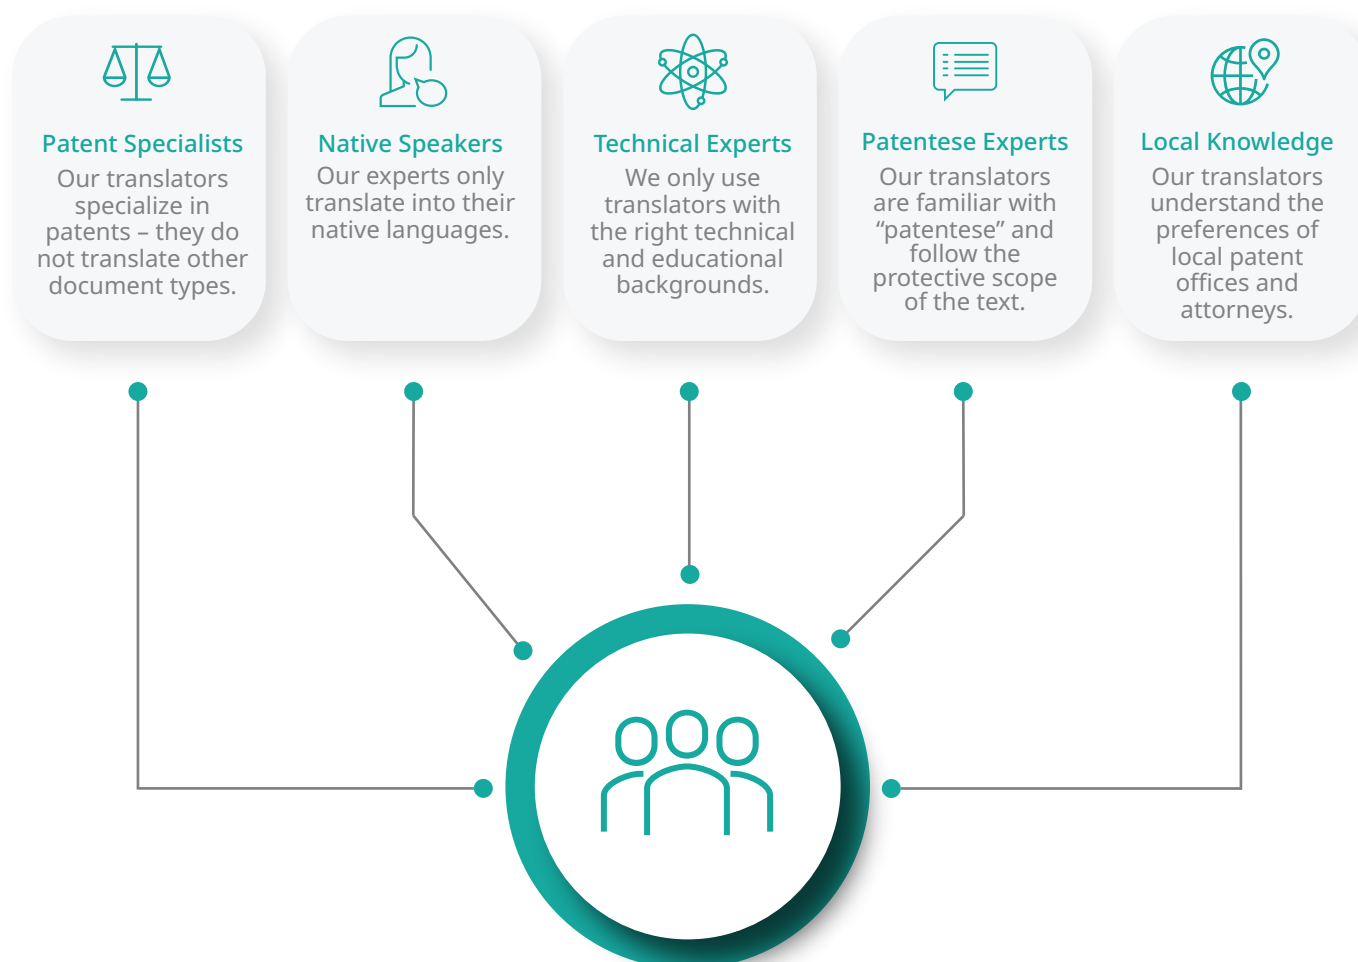 Patent Specialists
Our translators
specialize in
patents – they do
not translate other
document types.
Native Speakers
Our experts only
translate into their
native languages.
Technical Experts
We only use
translators with
the right technical
and educational
backgrounds.
Patentese Experts
Our translators
are familiar with
“patentese” and
follow the
protective scope
of the text.
Local Knowledge
Our translators
understand the
preferences of
local patent
offices and
attorneys.